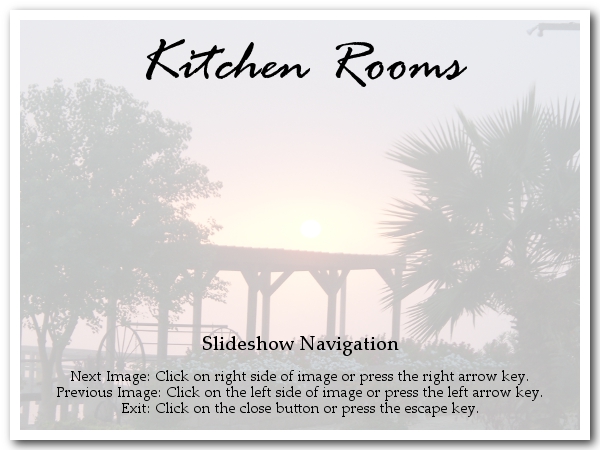 Kitchen Rooms
Slideshow Navigation
Next Image: Click on right side of image or press the right arrow key.
Previous Image: Click on the left side of image or press the left arrow key.
Exit: Click on the close button or press the escape key.